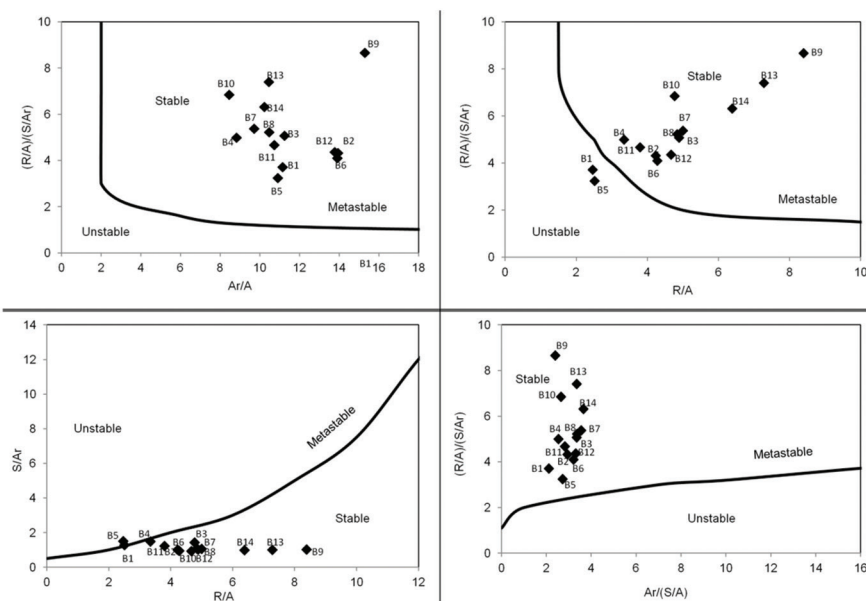 10
B9
B13
8
B10
Stable
B14
6
B7
B8
B3
B12
B2
B4
4
B11
B1
B6
B5
2
Metastable
Unstable
0
0 2 4 6 8 10 12 14 16 18
B1
Ar/A
(R/A)/(S/Ar)
10
B9
Stable
B13
8
B10
B14
6
B7
B4
B8
B3
B11
B2
B12
4
B1
B6
B5
2
Metastable
Unstable
0
0 2 4 6 8 10
R/A
(R/A)/(S/Ar)
14
12
10
Metastable
8
Unstable
6
4
Stable
2
B5
B4
B3
B6
B7
B14
B13
B9
B1
B11
B2
B8
B10
B12
0
0 2 4 6 8 10 12
R/A
S/Ar
10
B9
8
B13
Stable
B10
B14
6
B4
B8
B7
B3
B11
B12
4
B1
B2
B6
B5
Metastable
2
Unstable
0
0 2 4 6 8 10 12 14 16
Ar/(S/A)
(R/A)/(S/Ar)